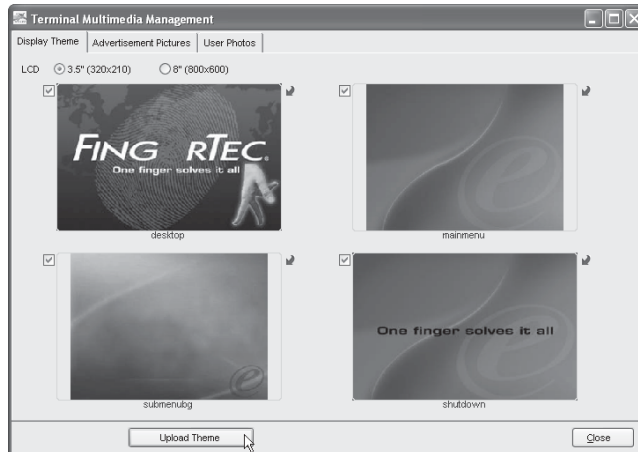 Terminal Multimedia Management
Display Theme Advertisement Pictures User Photos
LCD 3.5" (320x210) 8" (800x600)
FING RTEC
One finger solves it all
desktop
mainmenu
One finger solves it all
submenubg
shutdown
Upload Theme
Close